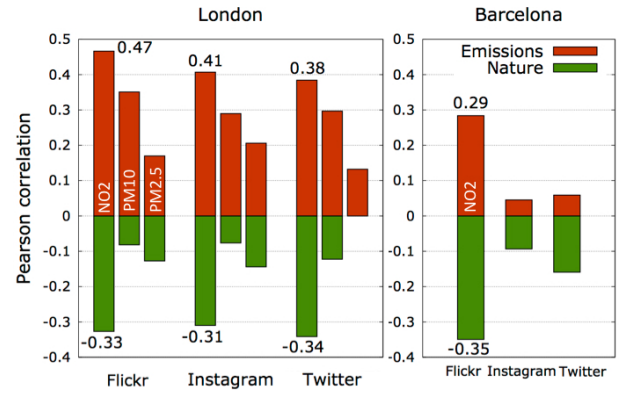 London
Barcelona
Pearson correlation
0.5
0.4
0.3
0.2
0.1
0
-0.1
-0.2
-0.3
-0.4
0.47
0.41
0.38
NO2
PM10
PM2.5
-0.33
-0.31
-0.34
Flickr
Instagram
Twitter
0.5
0.4
0.3
0.2
0.1
0
-0.1
-0.2
-0.3
-0.4
Emissions
Nature
0.29
NO2
-0.35
Flickr
Instagram
Twitter